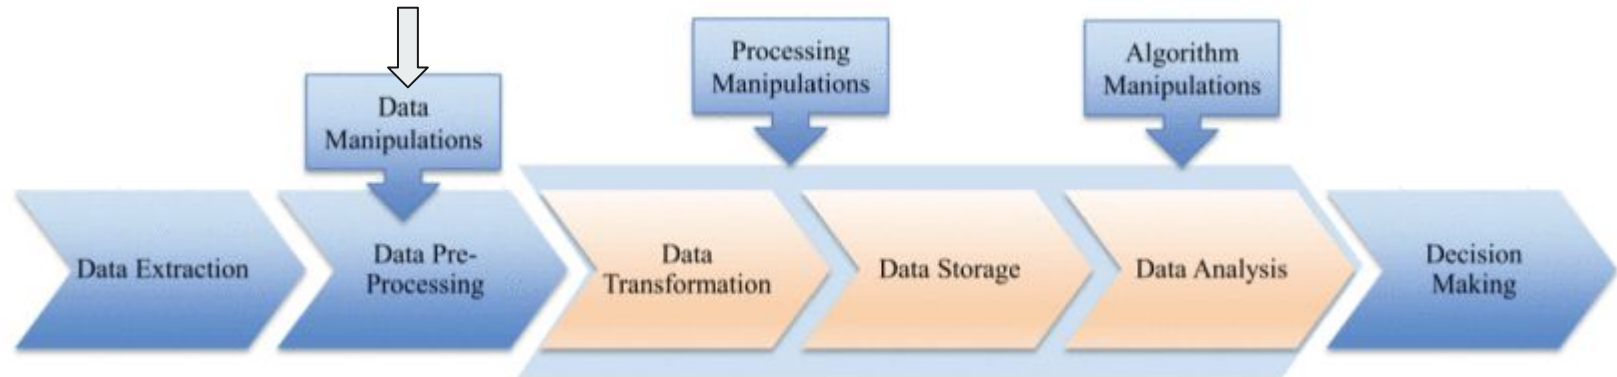 Data
Manipulations
Processing
Manipulations
Algorithm
Manipulations
Data Extraction
Data Pre-
Processing
Data
Transformation
Data Storage
Data Analysis
Decision
Making